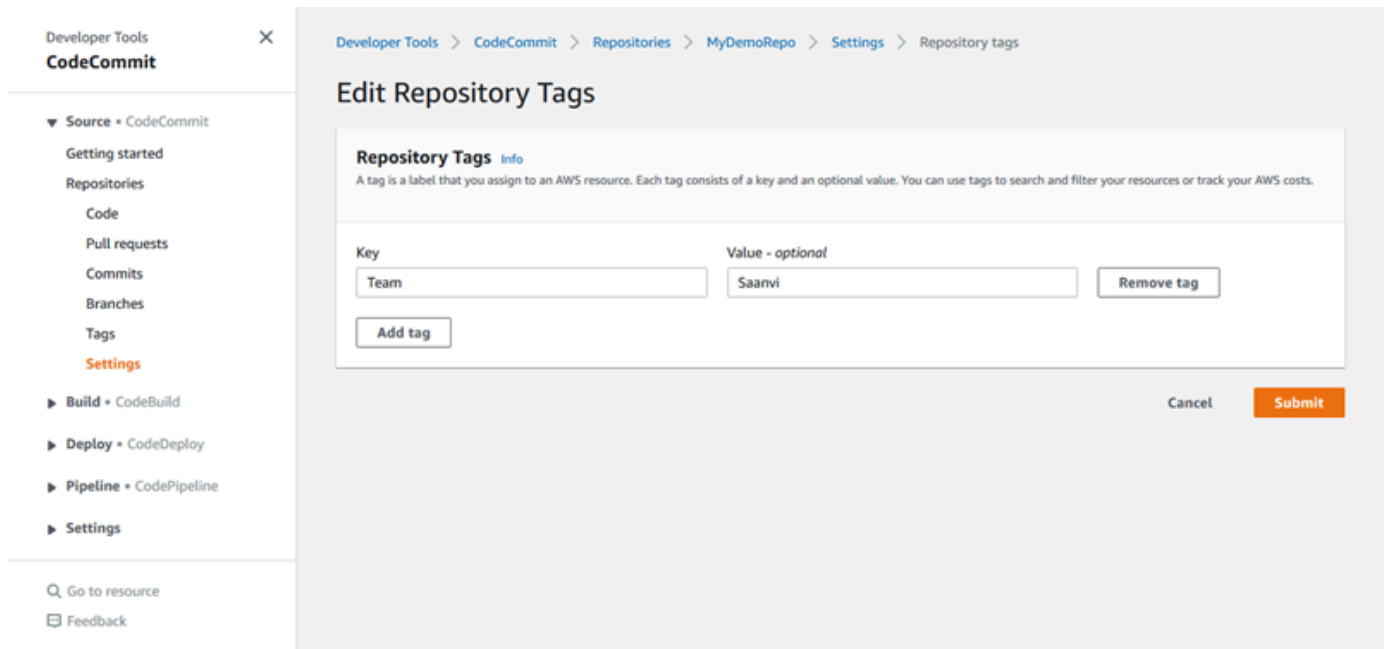 Developer Tools
CodeCommit
Source • CodeCommit
Getting started
Repositories
Code
Pull requests
Commits
Branches
Tags
Settings
Build • CodeBuild
Deploy • CodeDeploy
Pipeline • CodePipeline
Settings
Go to resource
Feedback
Developer Tools > CodeCommit > Repositories > MyDemoRepo > Settings > Repository tags
Edit Repository Tags
Repository Tags Info
A tag is a label that you assign to an AWS resource. Each tag consists of a key and an optional value. You can use tags to search and filter your resources or track your AWS costs.
Key Value - optional
Team Saanvi Remove tag
Add tag
Cancel Submit